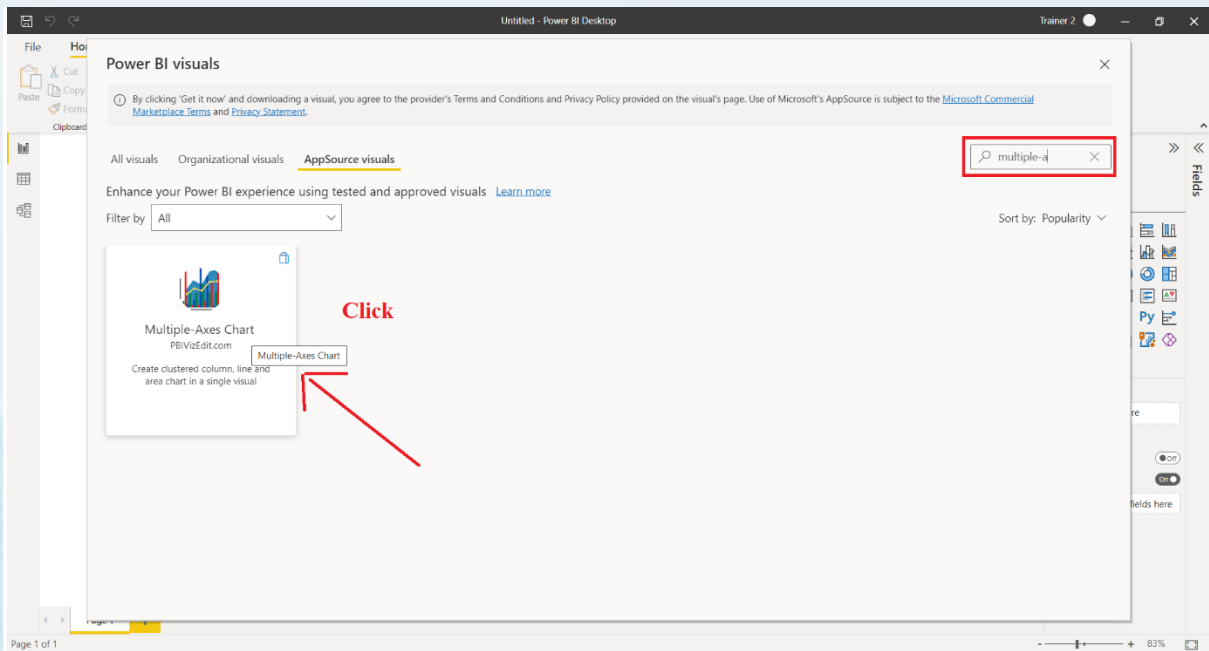 Untitled - Power BI Desktop
Trainer 2
File
Paste
Cut
Copy
Clipboard
Power BI visuals
By clicking 'Get it now' and downloading a visual, you agree to the provider's Terms and Conditions and Privacy Policy provided on the visual's page. Use of Microsoft's AppSource is subject to the Microsoft Commercial
Marketplace Terms and Privacy Statement.
All visuals Organizational visuals AppSource visuals
multiple-a
Enhance your Power BI experience using tested and approved visuals Learn more
Filter by All
Sort by: Popularity
Click
Multiple-Axes Chart
PBIVizEdit.com
Multiple-Axes Chart
Create clustered column, line and
area chart in a single visual
Fields
Py
re
Off
On
fields here
Page 1 of 1
83%